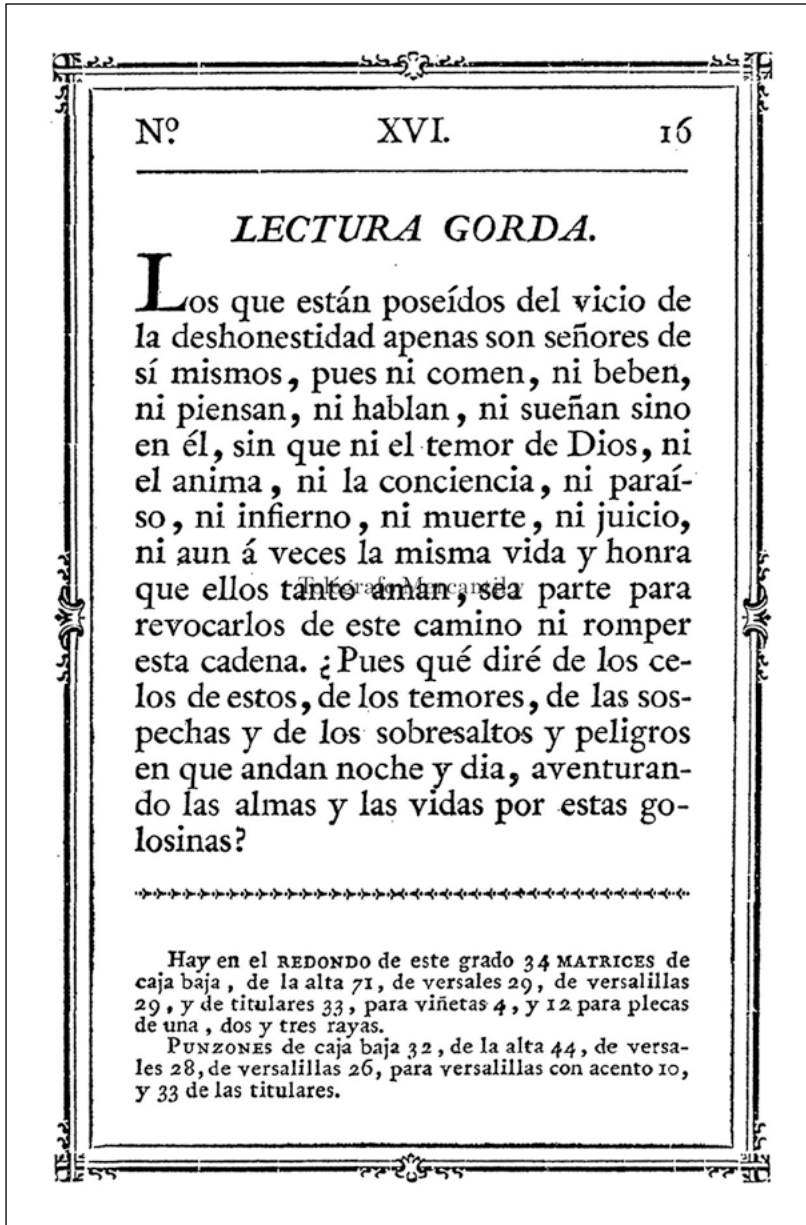 Nº. XVI. 16
LECTURA GORDA.
Los que están poseídos del vicio de
la deshonestidad apenas son señores de
sí mismos, pues ni comen, ni beben,
ni piensan, ni hablan, ni sueñan sino
en él, sin que ni el temor de Dios, ni
el anima, ni la conciencia, ni paraí-
so, ni infierno, ni muerte, ni juicio,
ni aun á veces la misma vida y honra
que ellos tanto aman, sea parte para
Telégrafo Mercantil y
revocarlos de este camino ni romper
esta cadena. ¿Pues qué diré de los ce-
los de estos, de los temores, de las sos-
pechas y de los sobresaltos y peligros
en que andan noche y dia, aventuran-
do las almas y las vidas por estas go-
losinas?
Hay en el REDONDO de este grado 34 MATRICES de
caja baja, de la alta 71, de versales 29, de versalillas
29, y de titulares 33, para viñetas 4, y 12 para plecas
de una, dos y tres rayas.
PUNZONES de caja baja 32, de la alta 44, de versa-
les 28, de versalillas 26, para versalillas con acento 10,
y 33 de las titulares.